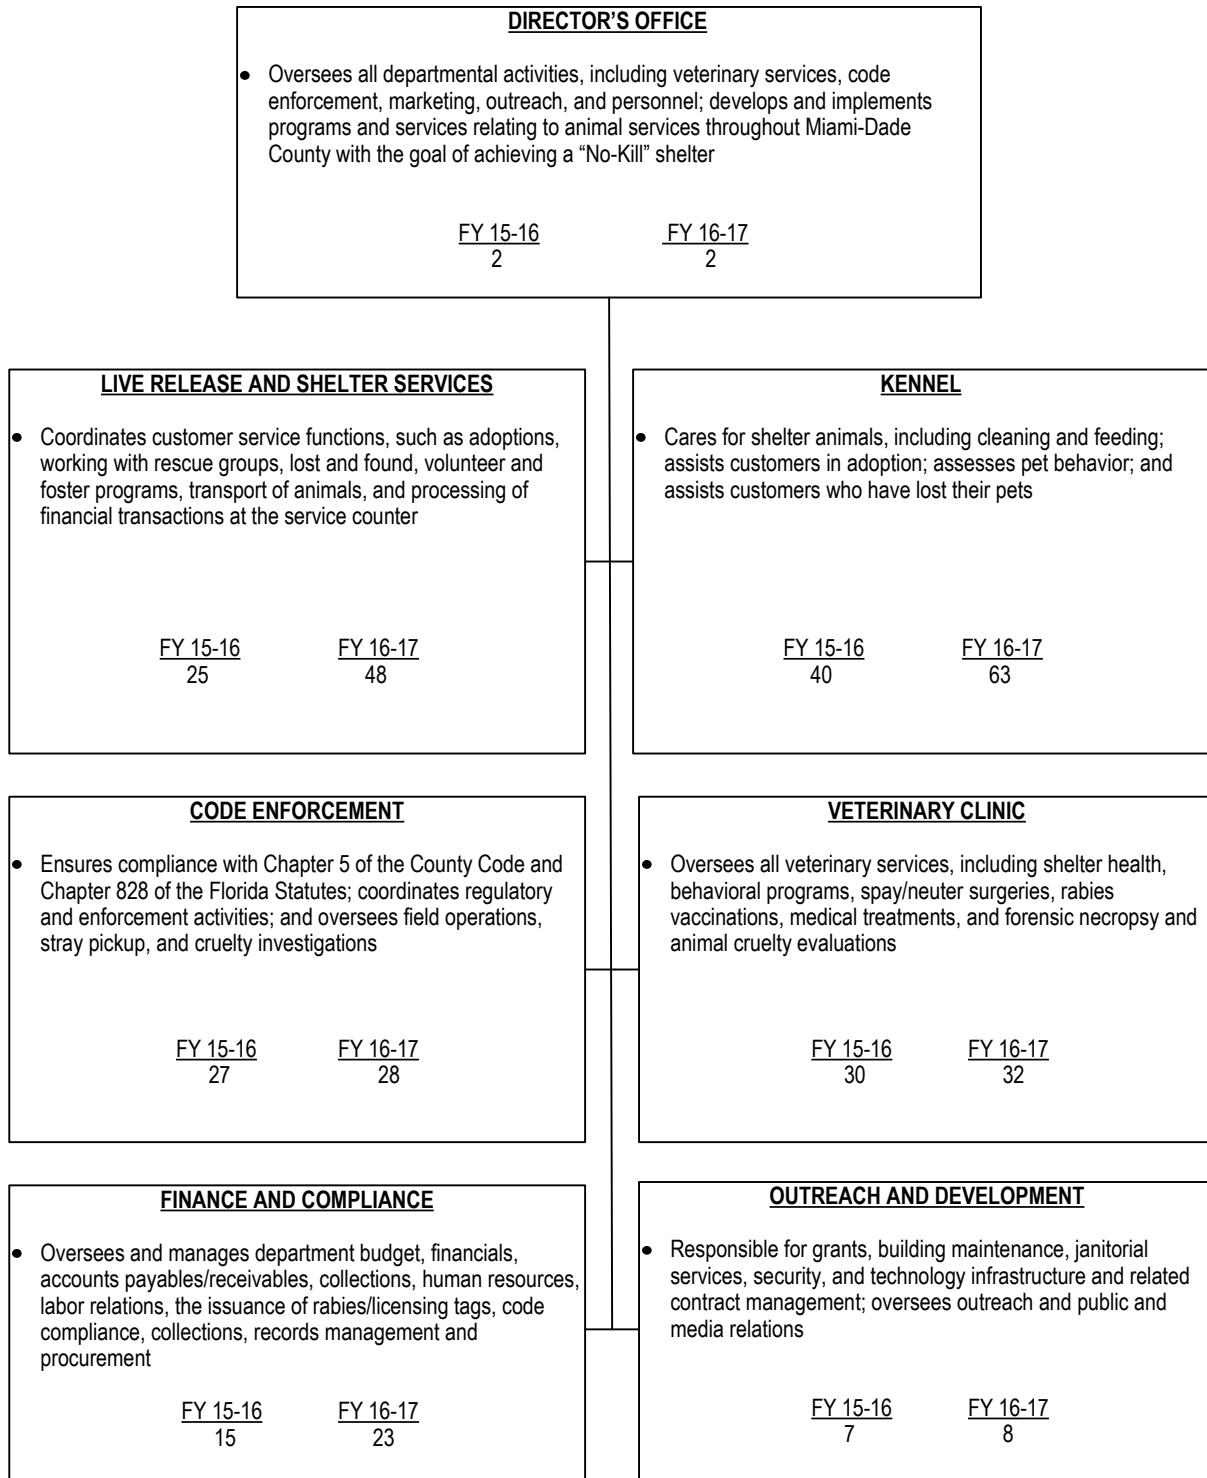 DIRECTOR’S OFFICE
• Oversees all departmental activities, including veterinary services, code
enforcement, marketing, outreach, and personnel; develops and implements
programs and services relating to animal services throughout Miami-Dade
County with the goal of achieving a “No-Kill” shelter
FY 15-16 FY 16-17
2 2
LIVE RELEASE AND SHELTER SERVICES
• Coordinates customer service functions, such as adoptions,
working with rescue groups, lost and found, volunteer and
foster programs, transport of animals, and processing of
financial transactions at the service counter
FY 15-16 FY 16-17
25 48
KENNEL
• Cares for shelter animals, including cleaning and feeding;
assists customers in adoption; assesses pet behavior; and
assists customers who have lost their pets
FY 15-16 FY 16-17
40 63
CODE ENFORCEMENT
• Ensures compliance with Chapter 5 of the County Code and
Chapter 828 of the Florida Statutes; coordinates regulatory
and enforcement activities; and oversees field operations,
stray pickup, and cruelty investigations
FY 15-16 FY 16-17
27 28
VETERINARY CLINIC
• Oversees all veterinary services, including shelter health,
behavioral programs, spay/neuter surgeries, rabies
vaccinations, medical treatments, and forensic necropsy and
animal cruelty evaluations
FY 15-16 FY 16-17
30 32
FINANCE AND COMPLIANCE
• Oversees and manages department budget, financials,
accounts payables/receivables, collections, human resources,
labor relations, the issuance of rabies/licensing tags, code
compliance, collections, records management and
procurement
FY 15-16 FY 16-17
15 23
OUTREACH AND DEVELOPMENT
• Responsible for grants, building maintenance, janitorial
services, security, and technology infrastructure and related
contract management; oversees outreach and public and
media relations
FY 15-16 FY 16-17
7 8